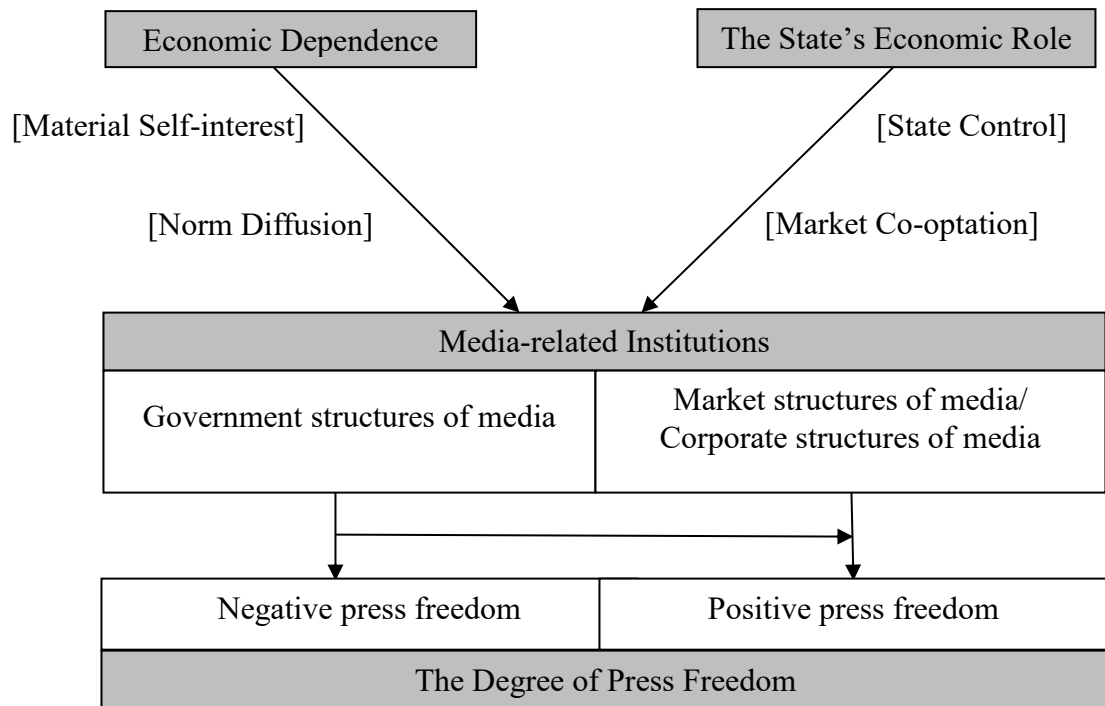 Economic Dependence
The State’s Economic Role
[Material Self-interest]
[State Control]
[Norm Diffusion]
[Market Co-optation]
Media-related Institutions
Government structures of media
Market structures of media/
Corporate structures of media
Negative press freedom
Positive press freedom
The Degree of Press Freedom